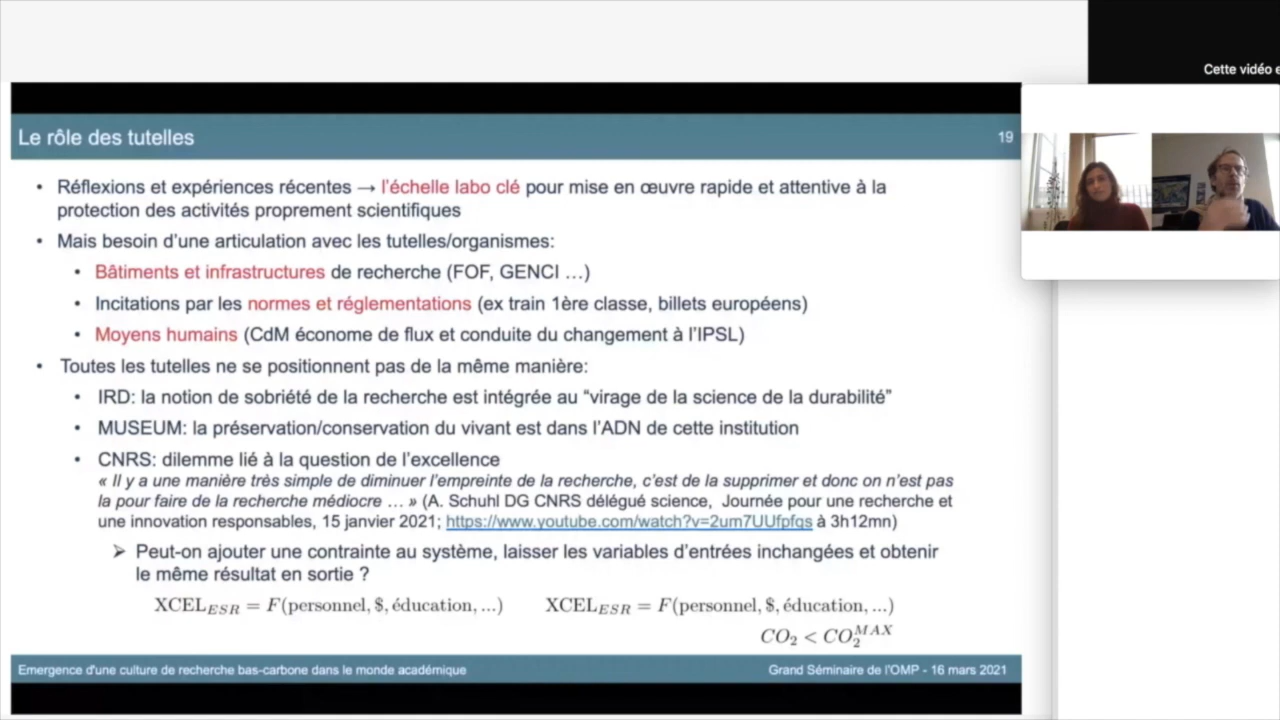 Cette vidéo e
Le rôle des tutelles
19
• Réflexions et expériences récentes → l'échelle labo clé pour mise en œuvre rapide et attentive à la
protection des activités proprement scientifiques
• Mais besoin d'une articulation avec les tutelles/organismes:
• Bâtiments et infrastructures de recherche (FOF, GENCI ...)
• Incitations par les normes et réglementations (ex train 1ère classe, billets européens)
• Moyens humains (CdM économe de flux et conduite du changement à l'IPSL)
• Toutes les tutelles ne se positionnent pas de la même manière:
• IRD: la notion de sobriété de la recherche est intégrée au “virage de la science de la durabilité”
• MUSEUM: la préservation/conservation du vivant est dans l'ADN de cette institution
• CNRS: dilemme lié à la question de l'excellence
« Il y a une manière très simple de diminuer l'empreinte de la recherche, c'est de la supprimer et donc on n'est pas
la pour faire de la recherche médiocre ... » (A. Schuhl DG CNRS délégué science, Journée pour une recherche et
une innovation responsables, 15 janvier 2021; https://www.youtube.com/watch?v=2um7UUfpfqs à 3h12mn)
➢ Peut-on ajouter une contrainte au système, laisser les variables d'entrées inchangées et obtenir
le même résultat en sortie ?
XCEL_ESR = F(personnel, $, éducation, ...) XCEL_ESR = F(personnel, $, éducation, ...)
CO₂ < CO₂^MAX
Emergence d'une culture de recherche bas-carbone dans le monde académique
Grand Séminaire de l'OMP - 16 mars 2021